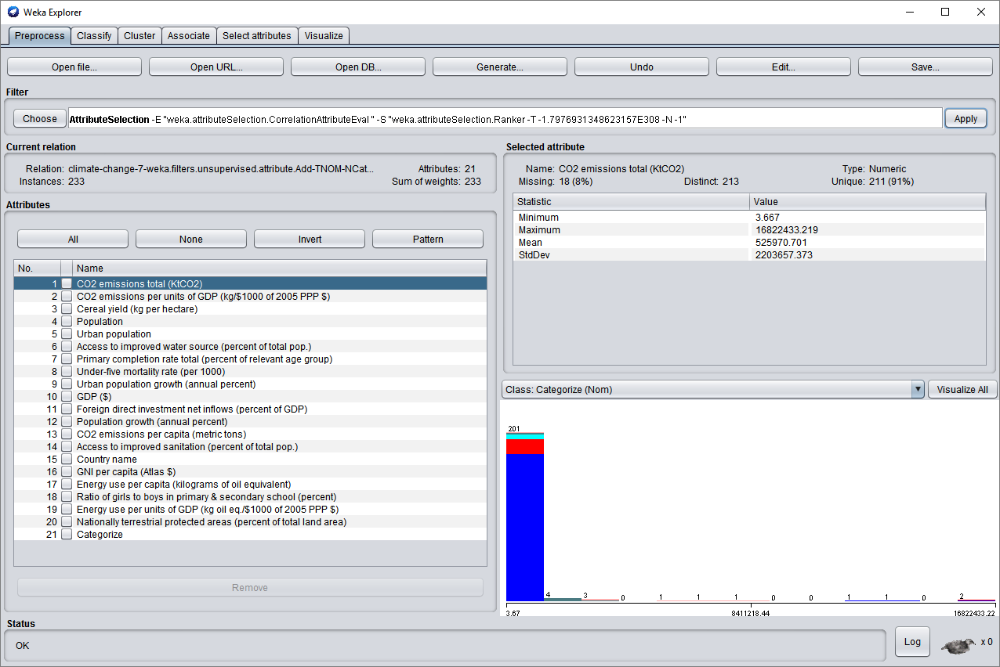 Weka Explorer
Preprocess Classify Cluster Associate Select attributes Visualize
Open file... Open URL... Open DB... Generate... Undo Edit... Save...
Filter
Choose AttributeSelection -E "weka.attributeSelection.CorrelationAttributeEval " -S "weka.attributeSelection.Ranker -T -1.7976931348623157E308 -N -1" Apply
Current relation
Relation: climate-change-7-weka.filters.unsupervised.attribute.Add-TNOM-NCat... Attributes: 21
Instances: 233 Sum of weights: 233
Attributes
All None Invert Pattern
No. Name
1 CO2 emissions total (KtCO2)
2 CO2 emissions per units of GDP (kg/$1000 of 2005 PPP $)
3 Cereal yield (kg per hectare)
4 Population
5 Urban population
6 Access to improved water source (percent of total pop.)
7 Primary completion rate total (percent of relevant age group)
8 Under-five mortality rate (per 1000)
9 Urban population growth (annual percent)
10 GDP ($)
11 Foreign direct investment net inflows (percent of GDP)
12 Population growth (annual percent)
13 CO2 emissions per capita (metric tons)
14 Access to improved sanitation (percent of total pop.)
15 Country name
16 GNI per capita (Atlas $)
17 Energy use per capita (kilograms of oil equivalent)
18 Ratio of girls to boys in primary & secondary school (percent)
19 Energy use per units of GDP (kg oil eq./$1000 of 2005 PPP $)
20 Nationally terrestrial protected areas (percent of total land area)
21 Categorize
Remove
Selected attribute
Name: CO2 emissions total (KtCO2) Type: Numeric
Missing: 18 (8%) Distinct: 213 Unique: 211 (91%)
Statistic Value
Minimum 3.667
Maximum 16822433.219
Mean 525970.701
StdDev 2203657.373
Class: Categorize (Nom) Visualize All
201
4 3 0 1 1 1 0 0 1 1 0 2
3.67 8411218.44 16822433.22
Status
OK Log x 0